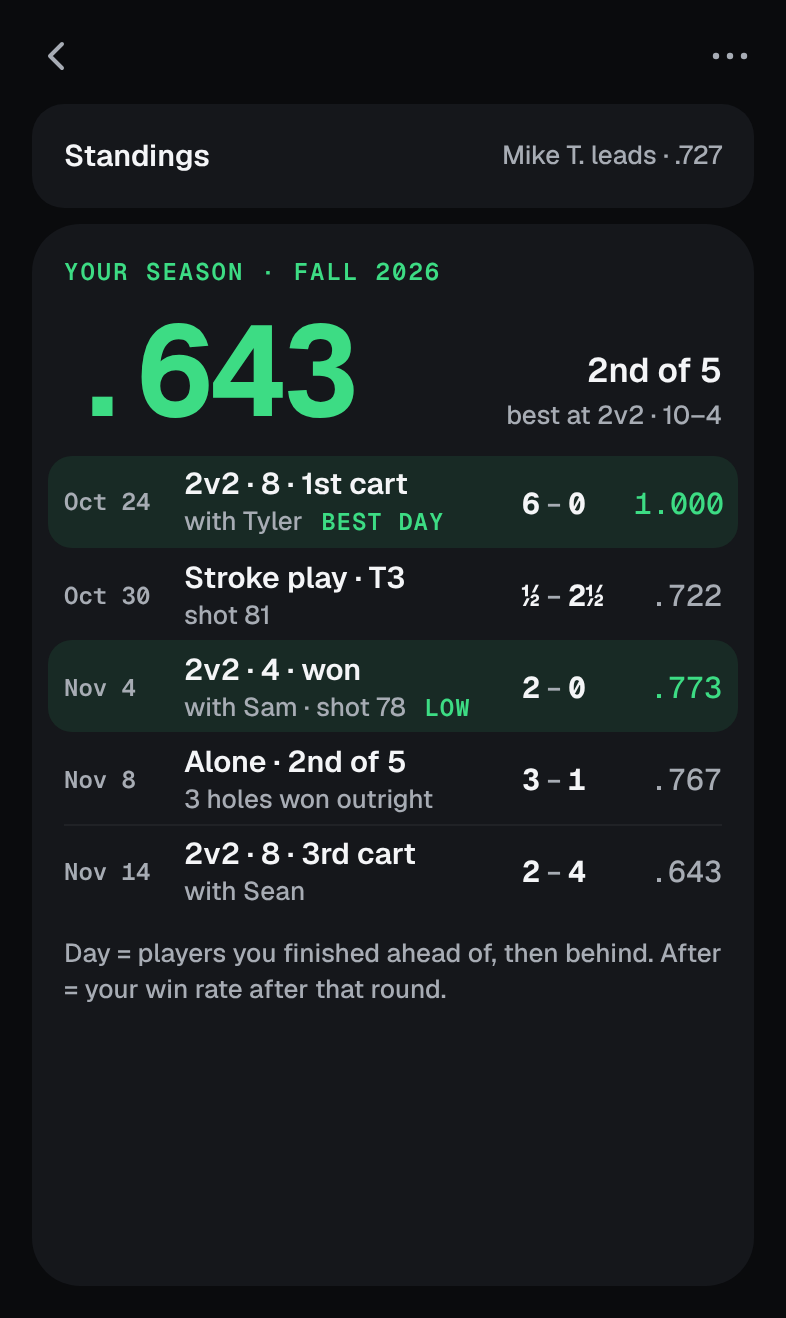 Standings
Mike T. leads · .727
YOUR SEASON · FALL 2026
.643
2nd of 5
best at 2v2 · 10–4
Oct 24
2v2 · 8 · 1st cart
with Tyler BEST DAY
6 – 0
1.000
Oct 30
Stroke play · T3
shot 81
½ – 2½
.722
Nov 4
2v2 · 4 · won
with Sam · shot 78 LOW
2 – 0
.773
Nov 8
Alone · 2nd of 5
3 holes won outright
3 – 1
.767
Nov 14
2v2 · 8 · 3rd cart
with Sean
2 – 4
.643
Day = players you finished ahead of, then behind. After
= your win rate after that round.